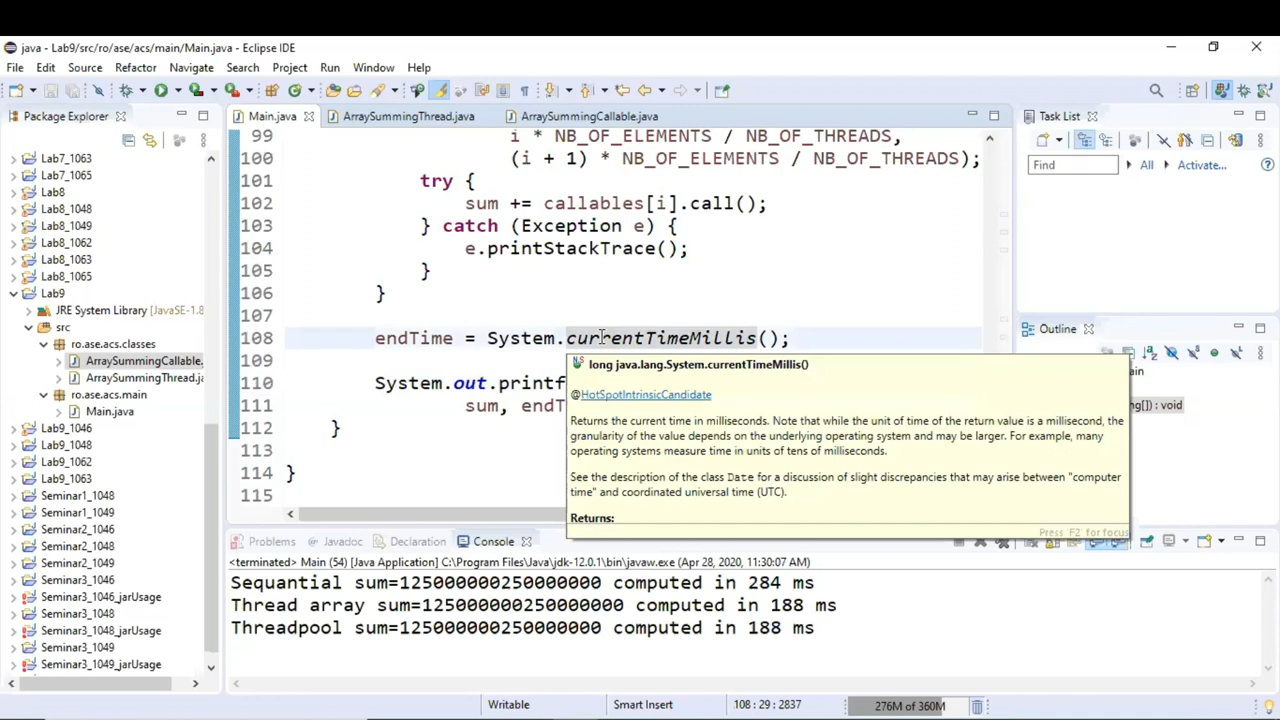 java - Lab9/src/ro/ase/acs/main/Main.java - Eclipse IDE
File Edit Source Refactor Navigate Search Project Run Window Help
Package Explorer
Lab7_1063
Lab7_1065
Lab8
Lab8_1048
Lab8_1049
Lab8_1062
Lab8_1063
Lab8_1065
Lab9
JRE System Library [JavaSE-1.8
src
ro.ase.acs.classes
ArraySummingCallable.
ArraySummingThread.ja
ro.ase.acs.main
Main.java
Lab9_1046
Lab9_1048
Lab9_1062
Lab9_1063
Seminar1_1048
Seminar1_1049
Seminar2_1046
Seminar2_1048
Seminar2_1049
Seminar3_1046
Seminar3_1046_jarUsage
Seminar3_1048
Seminar3_1048_jarUsage
Seminar3_1049
Seminar3_1049_jarUsage
Main.java ArraySummingThread.java ArraySummingCallable.java
99 i * NB_OF_ELEMENTS / NB_OF_THREADS,
100 (i + 1) * NB_OF_ELEMENTS / NB_OF_THREADS);
101 try {
102 sum += callables[i].call();
103 } catch (Exception e) {
104 e.printStackTrace();
105 }
106 }
107
108 endTime = System.currentTimeMillis();
109
110 System.out.printf
111 sum, endT
112 }
113
114 }
115
long java.lang.System.currentTimeMillis()
@HotSpotIntrinsicCandidate
Returns the current time in milliseconds. Note that while the unit of time of the return value is a millisecond, the
granularity of the value depends on the underlying operating system and may be larger. For example, many
operating systems measure time in units of tens of milliseconds.
See the description of the class Date for a discussion of slight discrepancies that may arise between "computer
time" and coordinated universal time (UTC).
Returns:
Press 'F2' for focus
Task List
Find All Activate...
Outline
ng[]) : void
Problems Javadoc Declaration Console
<terminated> Main (54) [Java Application] C:\Program Files\Java\jdk-12.0.1\bin\javaw.exe (Apr 28, 2020, 11:30:07 AM)
Sequantial sum=125000000250000000 computed in 284 ms
Thread array sum=125000000250000000 computed in 188 ms
Threadpool sum=125000000250000000 computed in 188 ms
Writable Smart Insert 108 : 29 : 2837 276M of 360M